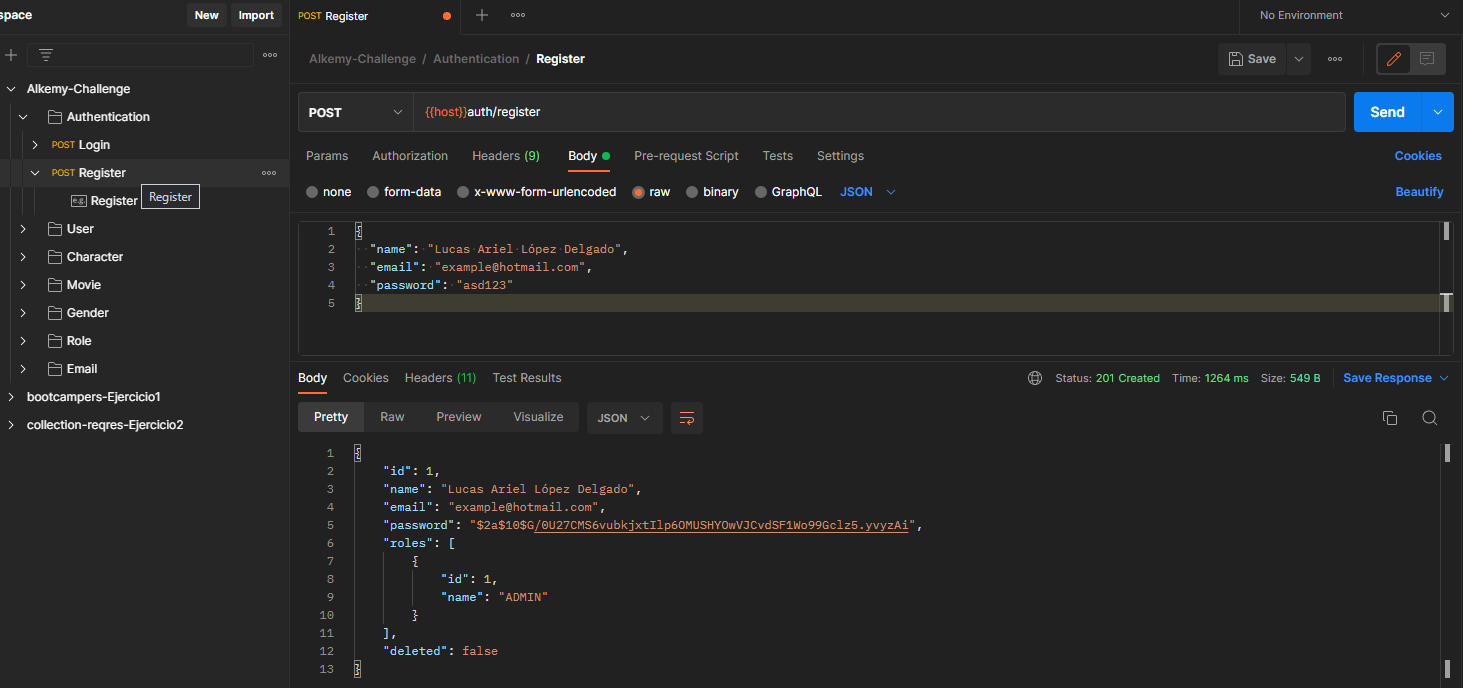 space New Import
POST Register
No Environment
Alkemy-Challenge / Authentication / Register
Save
POST {{host}}auth/register
Send
Params Authorization Headers (9) Body Pre-request Script Tests Settings
Cookies
none form-data x-www-form-urlencoded raw binary GraphQL JSON
Beautify
Alkemy-Challenge
Authentication
POST Login
POST Register
e.g. Register
Register
User
Character
Movie
Gender
Role
Email
bootcampers-Ejercicio1
collection-reqres-Ejercicio2
1 {
2 "name": "Lucas Ariel López Delgado",
3 "email": "example@hotmail.com",
4 "password": "asd123"
5 }
Body Cookies Headers (11) Test Results
Status: 201 Created Time: 1264 ms Size: 549 B Save Response
Pretty Raw Preview Visualize JSON
1 {
2 "id": 1,
3 "name": "Lucas Ariel López Delgado",
4 "email": "example@hotmail.com",
5 "password": "$2a$10$G/0U27CMS6vubkjxtIlp6OMUSHYOwVJCvdSF1Wo99Gclz5.yvyzAi",
6 "roles": [
7 {
8 "id": 1,
9 "name": "ADMIN"
10 }
11 ],
12 "deleted": false
13 }